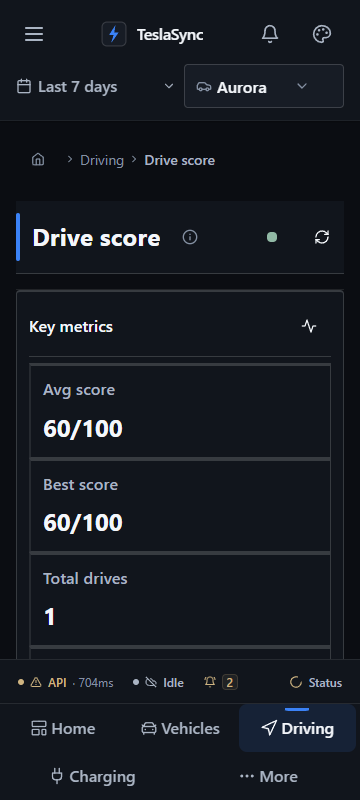 TeslaSync
Last 7 days
Aurora
Driving
Drive score
Drive score
Key metrics
Avg score
60/100
Best score
60/100
Total drives
1
API · 704ms
Idle
2
Status
Home
Vehicles
Driving
Charging
More